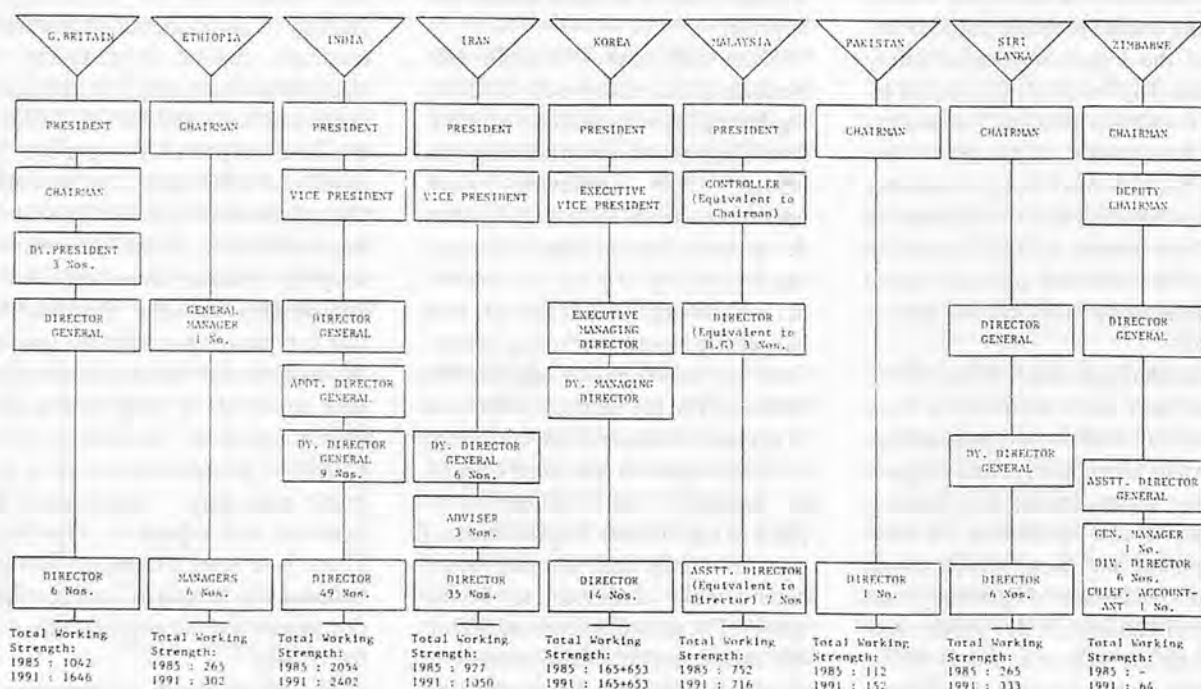 G.BRITAIN
PRESIDENT
CHAIRMAN
DY.PRESIDENT
3 Nos.
DIRECTOR
GENERAL
DIRECTOR
6 Nos.
Total Working
Strength:
1985 : 1042
1991 : 1646
ETHIOPIA
CHAIRMAN
GENERAL
MANAGER
1 No.
MANAGERS
6 Nos.
Total Working
Strength:
1985 : 265
1991 : 302
INDIA
PRESIDENT
VICE PRESIDENT
DIRECTOR
GENERAL
APDT. DIRECTOR
GENERAL
DY. DIRECTOR
GENERAL
9 Nos.
DIRECTOR
49 Nos.
Total Working
Strength:
1985 : 2054
1991 : 2402
IRAN
PRESIDENT
VICE PRESIDENT
DY. DIRECTOR
GENERAL
6 Nos.
ADVISER
3 Nos.
DIRECTOR
35 Nos.
Total Working
Strength:
1985 : 927
1991 : 1050
KOREA
PRESIDENT
EXECUTIVE
VICE PRESIDENT
EXECUTIVE
MANAGING
DIRECTOR
DY. MANAGING
DIRECTOR
DIRECTOR
14 Nos.
Total Working
Strength:
1985 : 165+653
1991 : 165+653
MALAYSIA
PRESIDENT
CONTROLLER
(Equivalent to
Chairman)
DIRECTOR
(Equivalent to
D.G) 3 Nos.
ASSTT. DIRECTOR
(Equivalent to
Director) 7 Nos
Total Working
Strength:
1985 : 752
1991 : 716
PAKISTAN
CHAIRMAN
DIRECTOR
1 No.
Total Working
Strength:
1985 : 112
1991 : 152
SIRI
LANKA
CHAIRMAN
DIRECTOR
GENERAL
DY. DIRECTOR
GENERAL
DIRECTOR
6 Nos.
Total Working
Strength:
1985 : 265
1991 : 333
ZIMBABWE
CHAIRMAN
DEPUTY
CHAIRMAN
DIRECTOR
GENERAL
ASSTT. DIRECTOR
GENERAL
GEN. MANAGER
1 No.
DIV. DIRECTOR
6 Nos.
CHIEF. ACCOUNT-
ANT 1 No.
Total Working
Strength:
1985 : -
1991 : 64